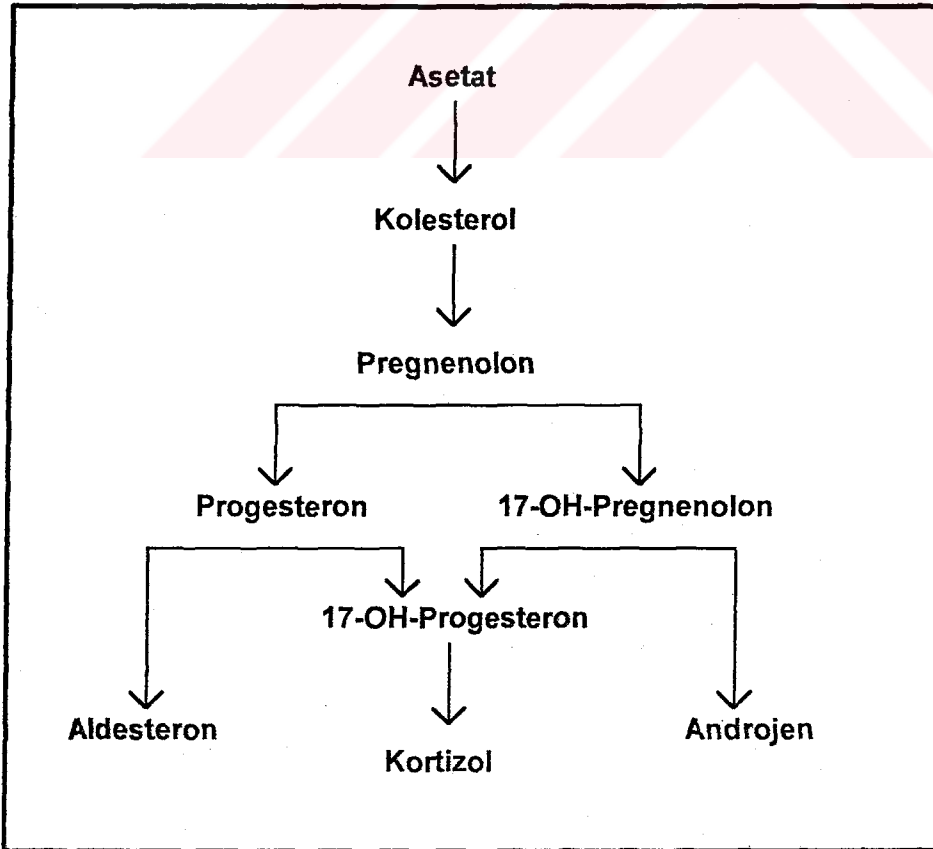 Asetat
Kolesterol
Pregnenolon
Progesteron 17-OH-Pregnenolon
17-OH-Progesteron
Aldesteron Androjen
Kortizol